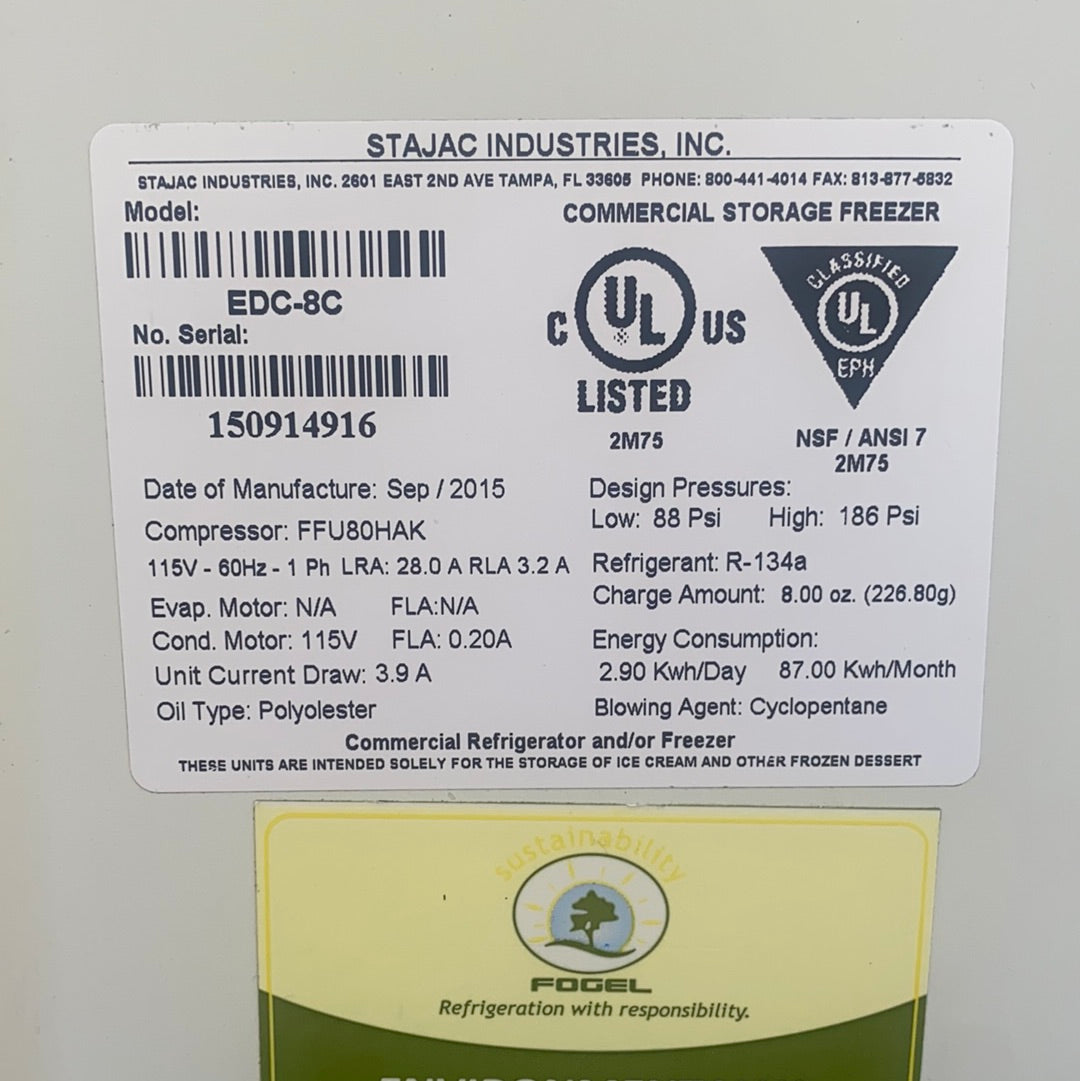 STAJAC INDUSTRIES, INC.
STAJAC INDUSTRIES, INC. 2601 EAST 2ND AVE TAMPA, FL 33605 PHONE: 800-441-4014 FAX: 813-877-5832
Model:
COMMERCIAL STORAGE FREEZER
EDC-8C
No. Serial:
150914916
C UL US
LISTED
2M75
CLASSIFIED
UL
EPH
NSF / ANSI 7
2M75
Date of Manufacture: Sep / 2015
Compressor: FFU80HAK
115V - 60Hz - 1 Ph LRA: 28.0 A RLA 3.2 A
Evap. Motor: N/A FLA:N/A
Cond. Motor: 115V FLA: 0.20A
Unit Current Draw: 3.9 A
Oil Type: Polyolester
Design Pressures:
Low: 88 Psi High: 186 Psi
Refrigerant: R-134a
Charge Amount: 8.00 oz. (226.80g)
Energy Consumption:
2.90 Kwh/Day 87.00 Kwh/Month
Blowing Agent: Cyclopentane
Commercial Refrigerator and/or Freezer
THESE UNITS ARE INTENDED SOLELY FOR THE STORAGE OF ICE CREAM AND OTHER FROZEN DESSERT
sustainability
FOGEL
Refrigeration with responsibility.